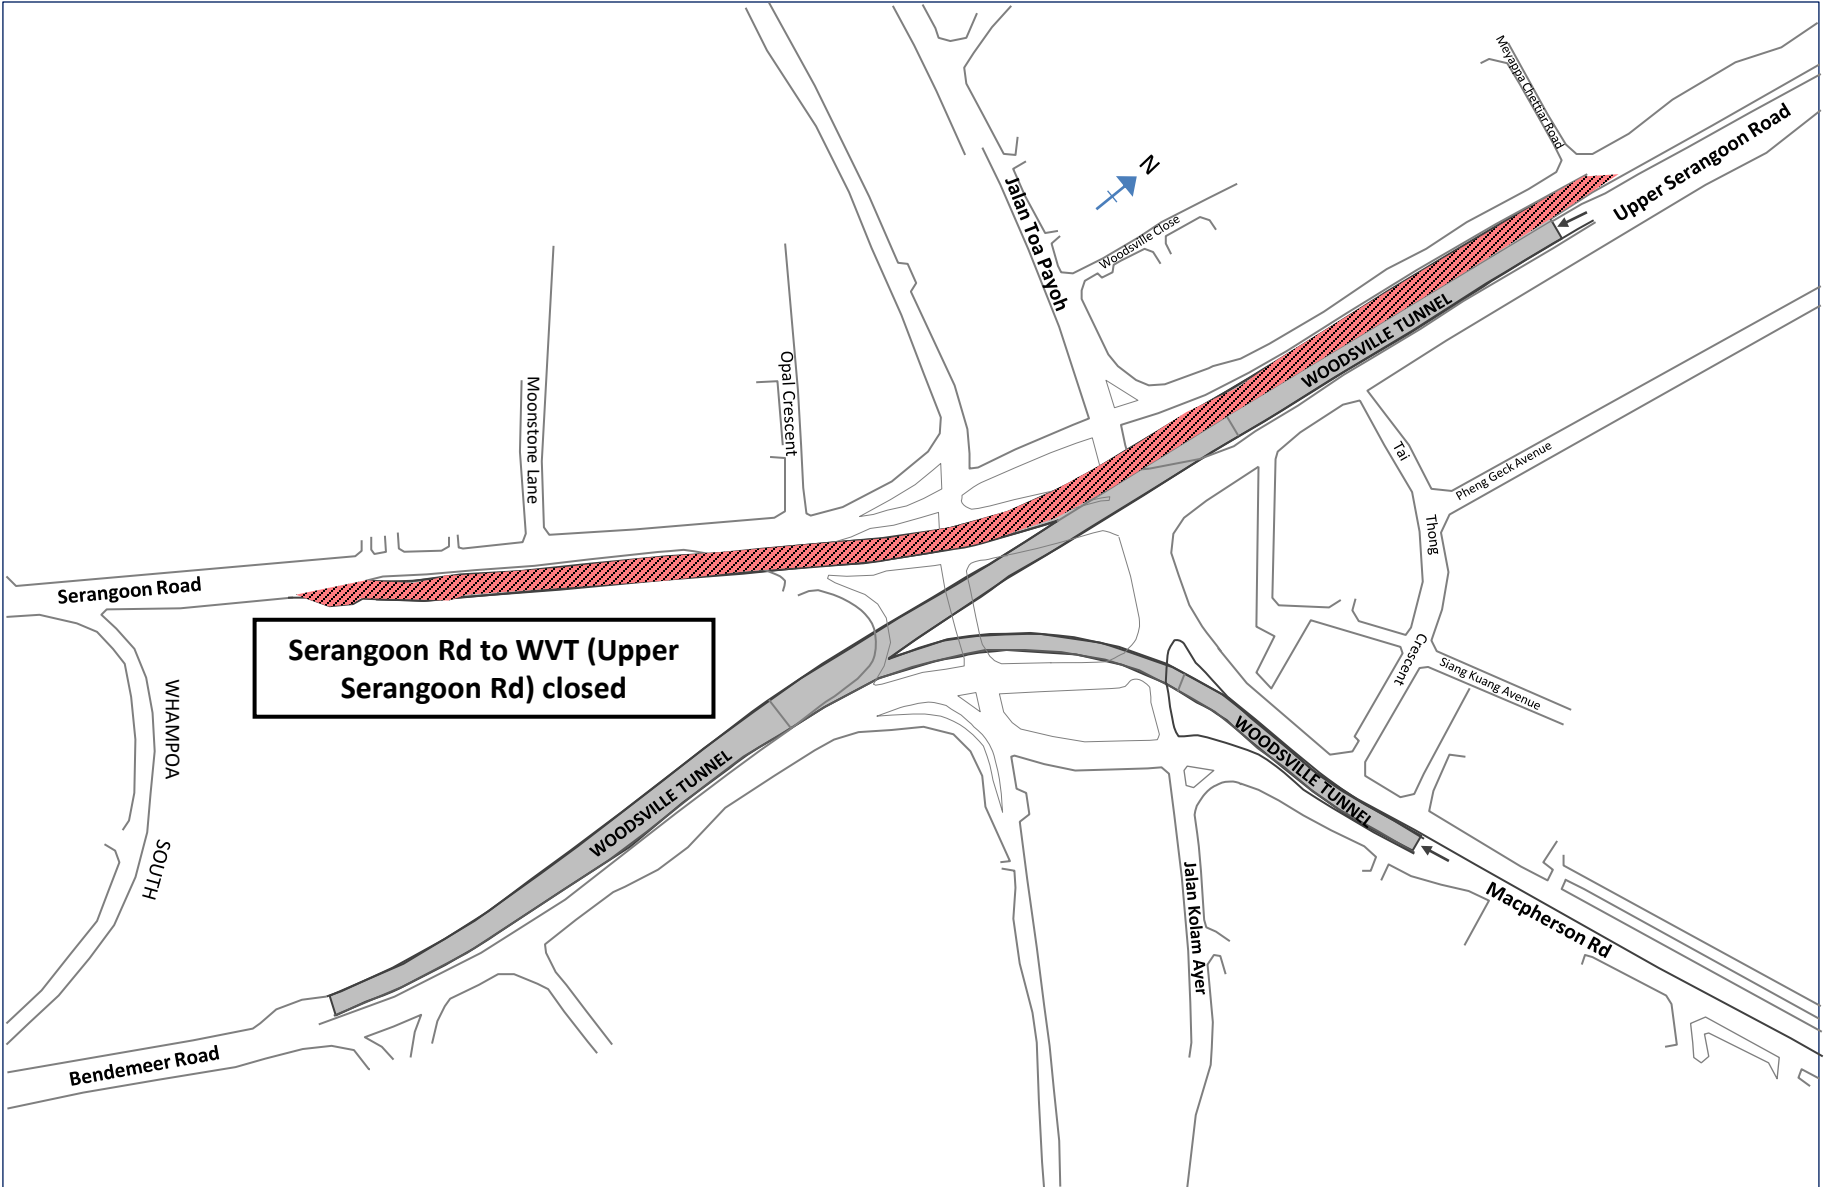 Meyappa Chettiar Road
Upper Serangoon Road
N
Jalan Toa Payoh
Woodsville Close
WOODSVILLE TUNNEL
Opal Crescent
Moonstone Lane
Tai
Thong
Crescent
Pheng Geck Avenue
Siang Kuang Avenue
Serangoon Road
Serangoon Rd to WVT (Upper
Serangoon Rd) closed
WHAMPOA
SOUTH
WOODSVILLE TUNNEL
WOODSVILLE TUNNEL
Jalan Kolam Ayer
Macpherson Rd
Bendemeer Road